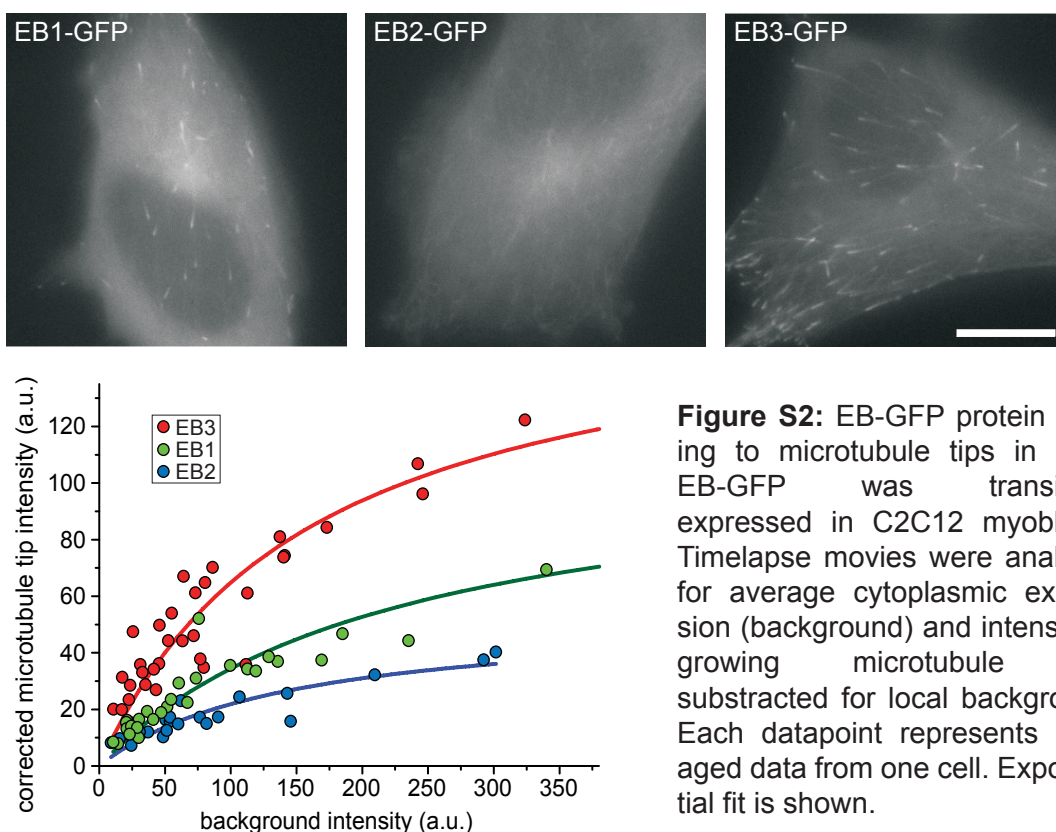 EB1-GFP
EB2-GFP
EB3-GFP
corrected microtubule tip intensity (a.u.)
120
100
80
60
40
20
0
EB3
EB1
EB2
0 50 100 150 200 250 300 350
background intensity (a.u.)
Figure S2: EB-GFP protein
ing to microtubule tips in
EB-GFP was transi
expressed in C2C12 myobl
Timelapse movies were anal
for average cytoplasmic ex
sion (background) and intens
growing microtubule
substracted for local backgro
Each datapoint represents
aged data from one cell. Expo
tial fit is shown.